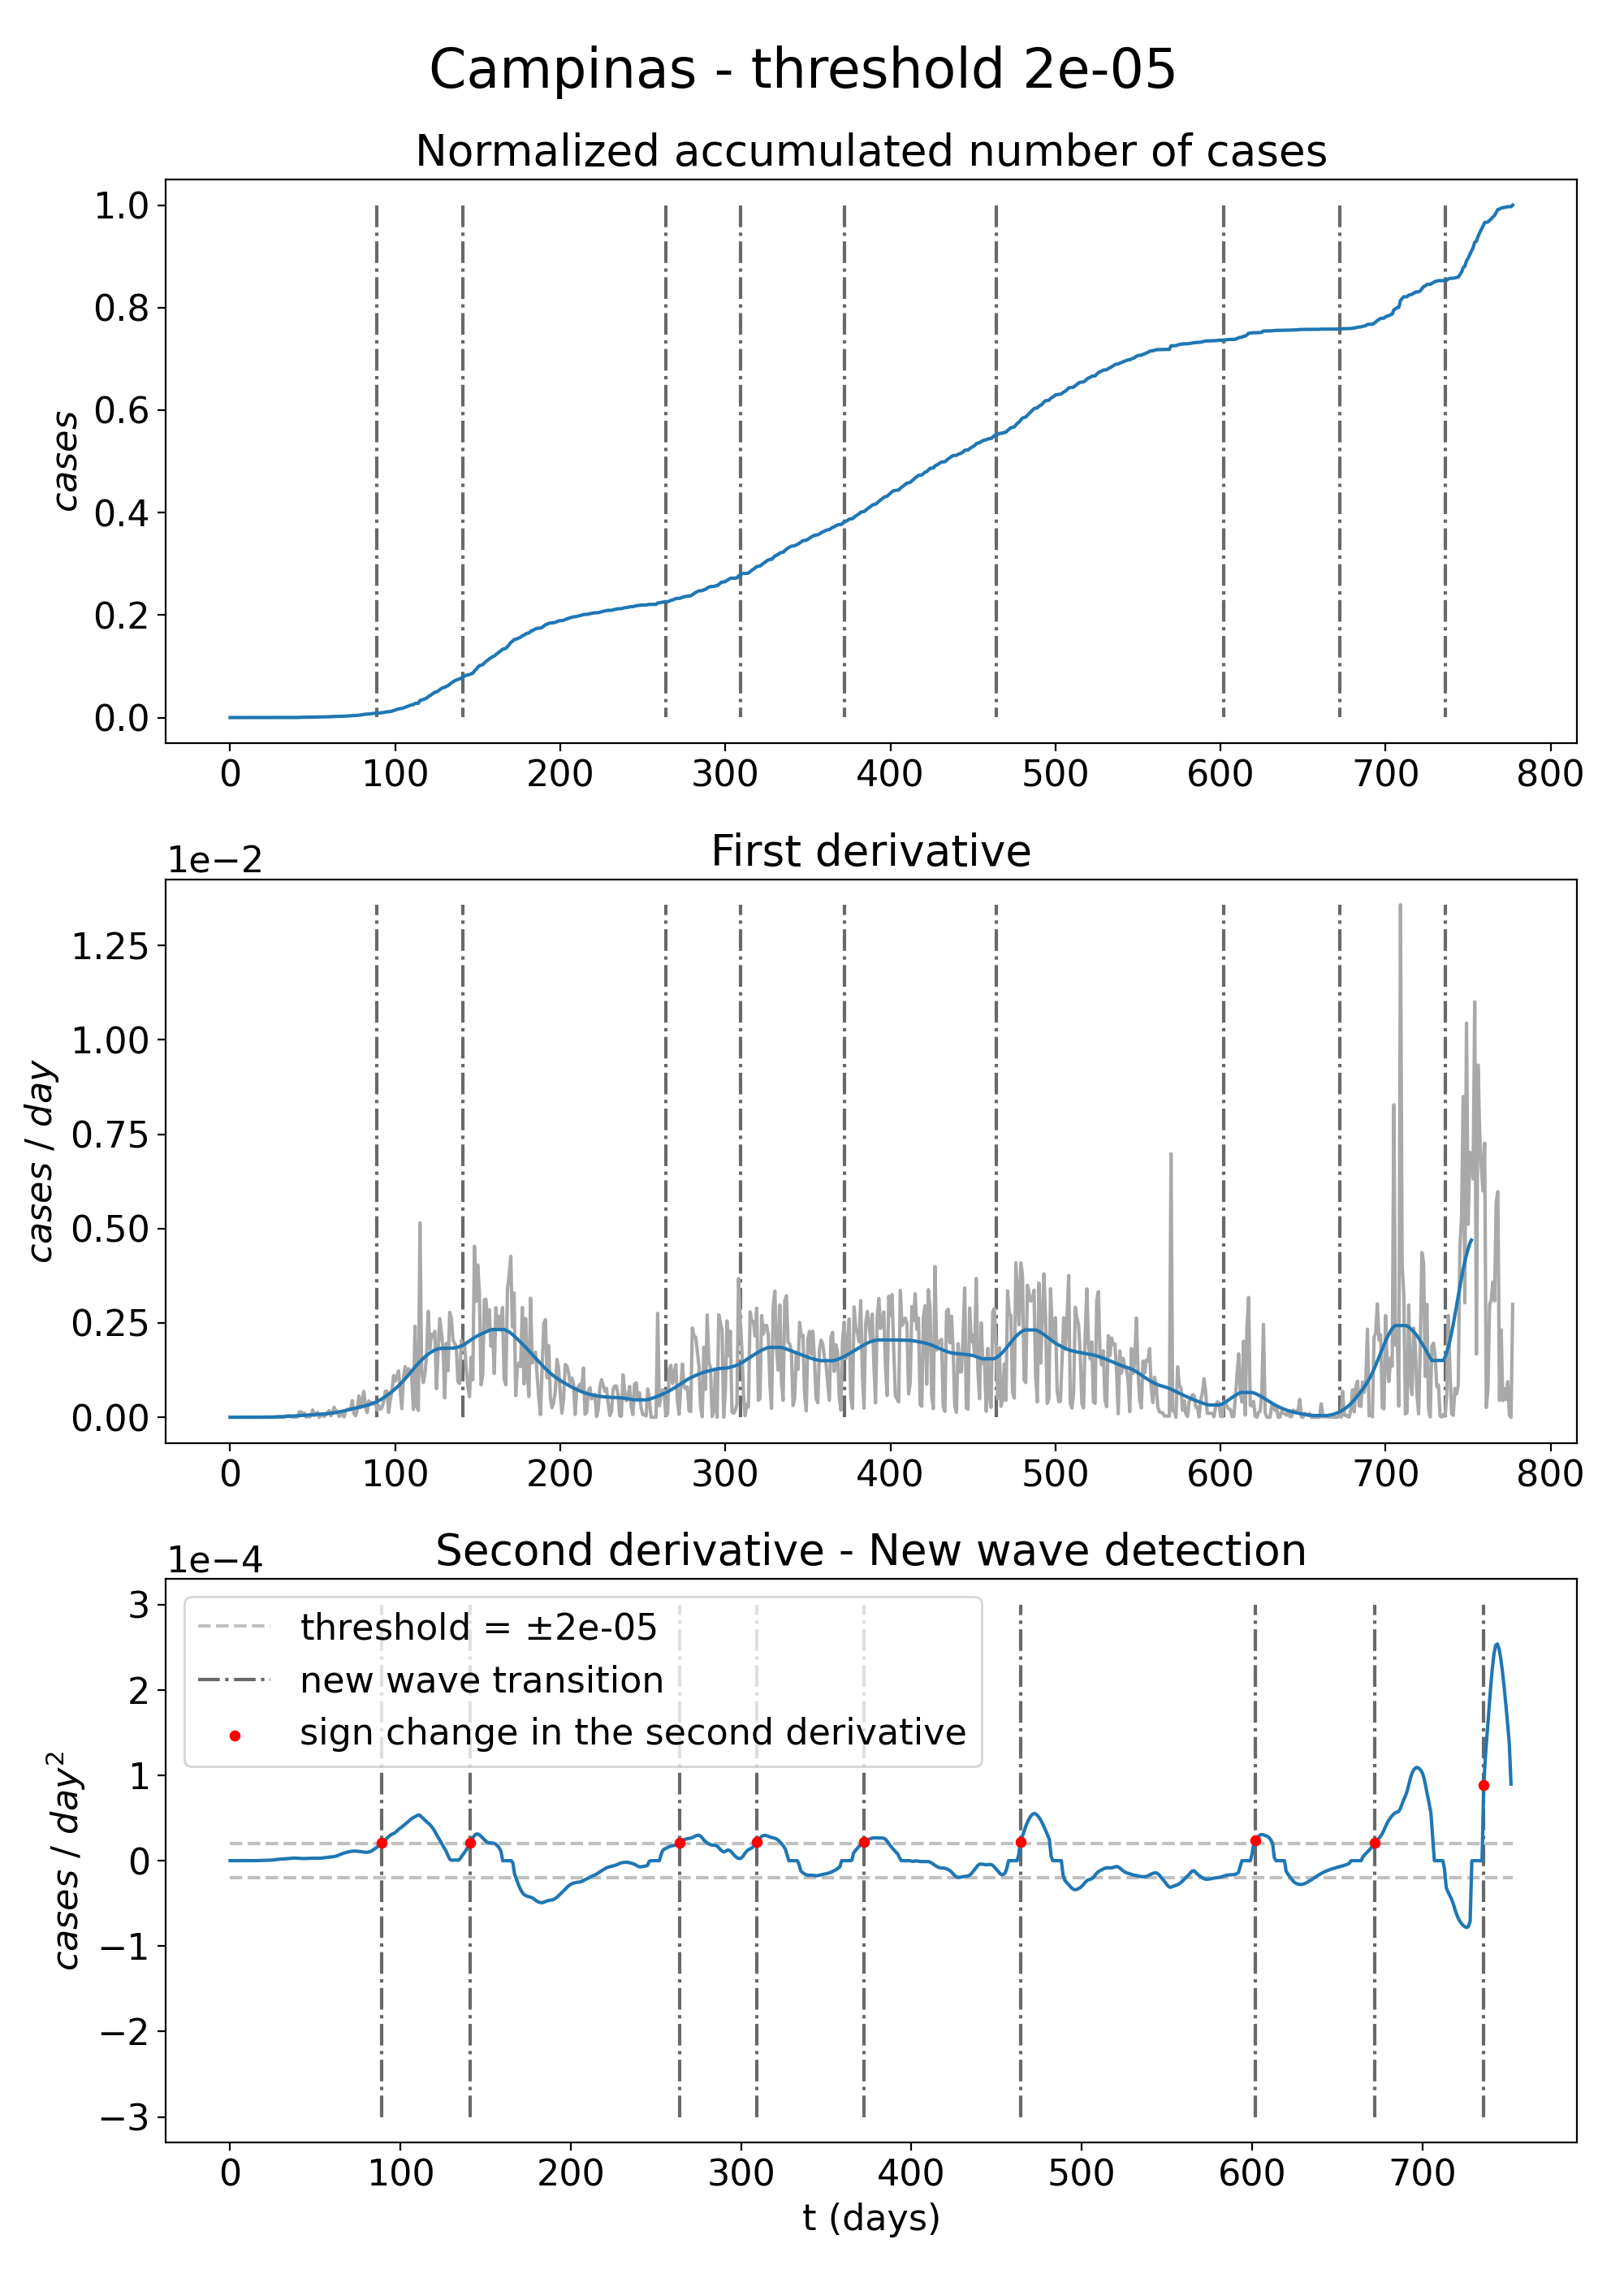 Campinas - threshold 2e-05
Normalized accumulated number of cases
1.0
0.8
0.6
0.4
0.2
0.0
cases
0 100 200 300 400 500 600 700 800
First derivative
1e−2
1.25
1.00
0.75
0.50
0.25
0.00
cases / day
0 100 200 300 400 500 600 700 800
Second derivative - New wave detection
1e−4
3
2
1
0
−1
−2
−3
cases / day²
threshold = ±2e-05
new wave transition
sign change in the second derivative
0 100 200 300 400 500 600 700
t (days)